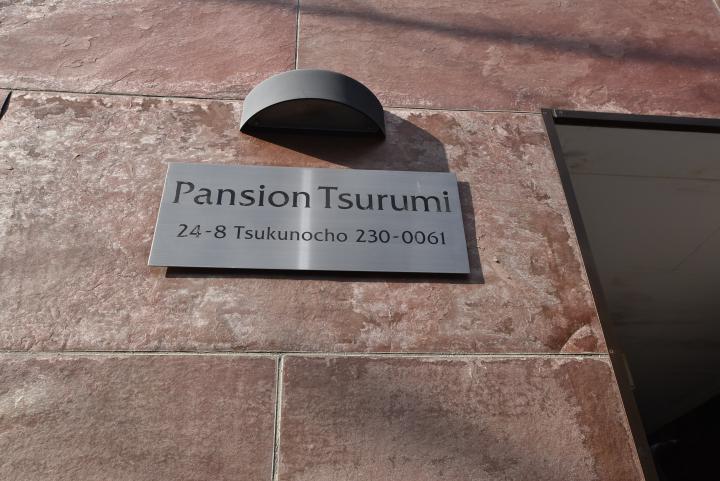 Pansion Tsurumi
24-8 Tsukunocho 230-0061